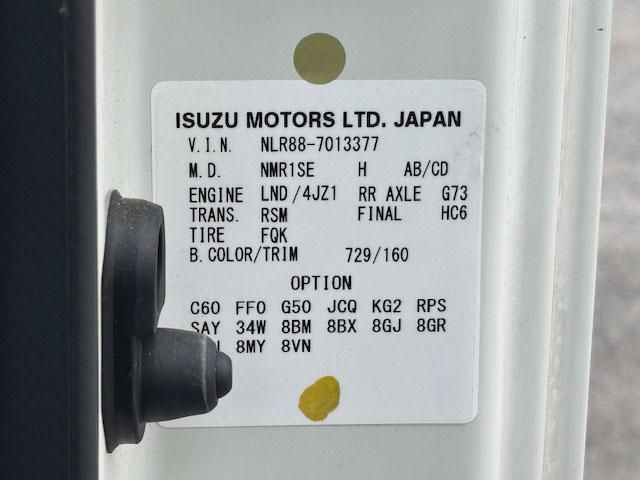 ISUZU MOTORS LTD. JAPAN
V.I.N. NLR88-7013377
M.D. NMR1SE H AB/CD
ENGINE LND/4JZ1 RR AXLE G73
TRANS. RSM FINAL HC6
TIRE FQK
B.COLOR/TRIM 729/160
OPTION
C60 FF0 G50 JCQ KG2 RPS
SAY 34W 8BM 8BX 8GJ 8GR
8MY 8VN